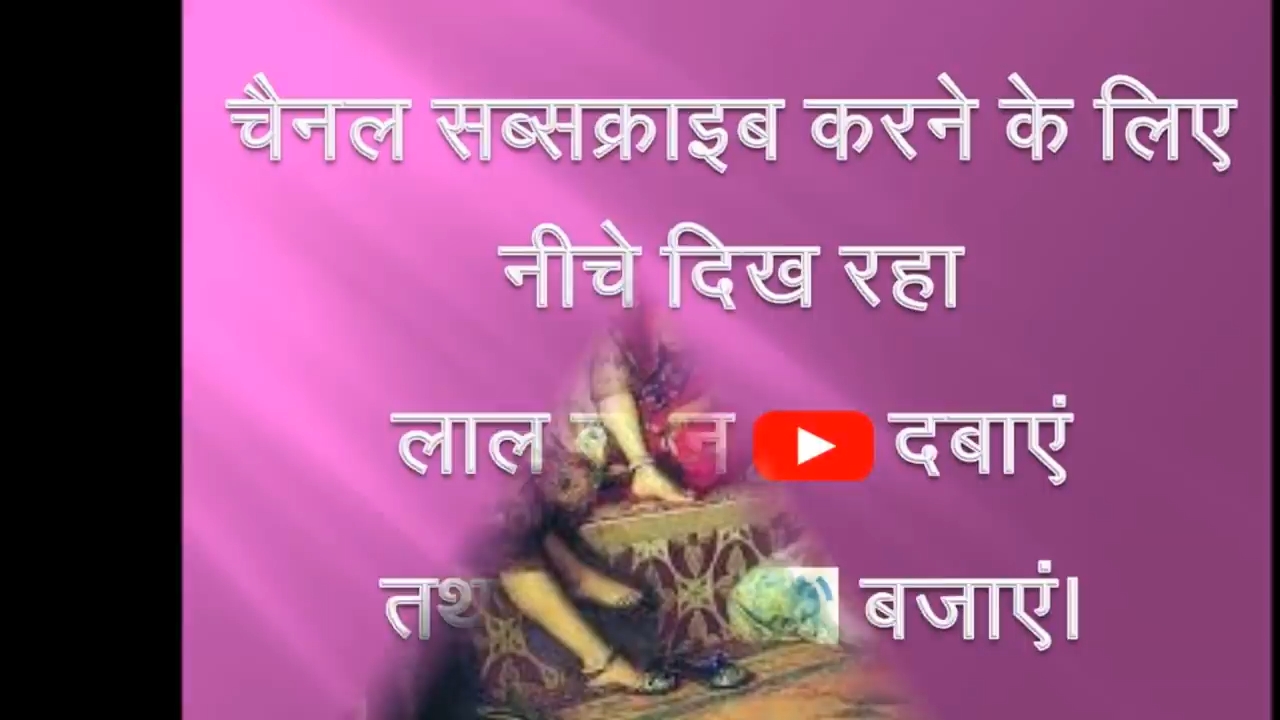 चैनल सब्सक्राइब करने के लिए
नीचे दिख रहा
लाल दबाएं
बजाएं।